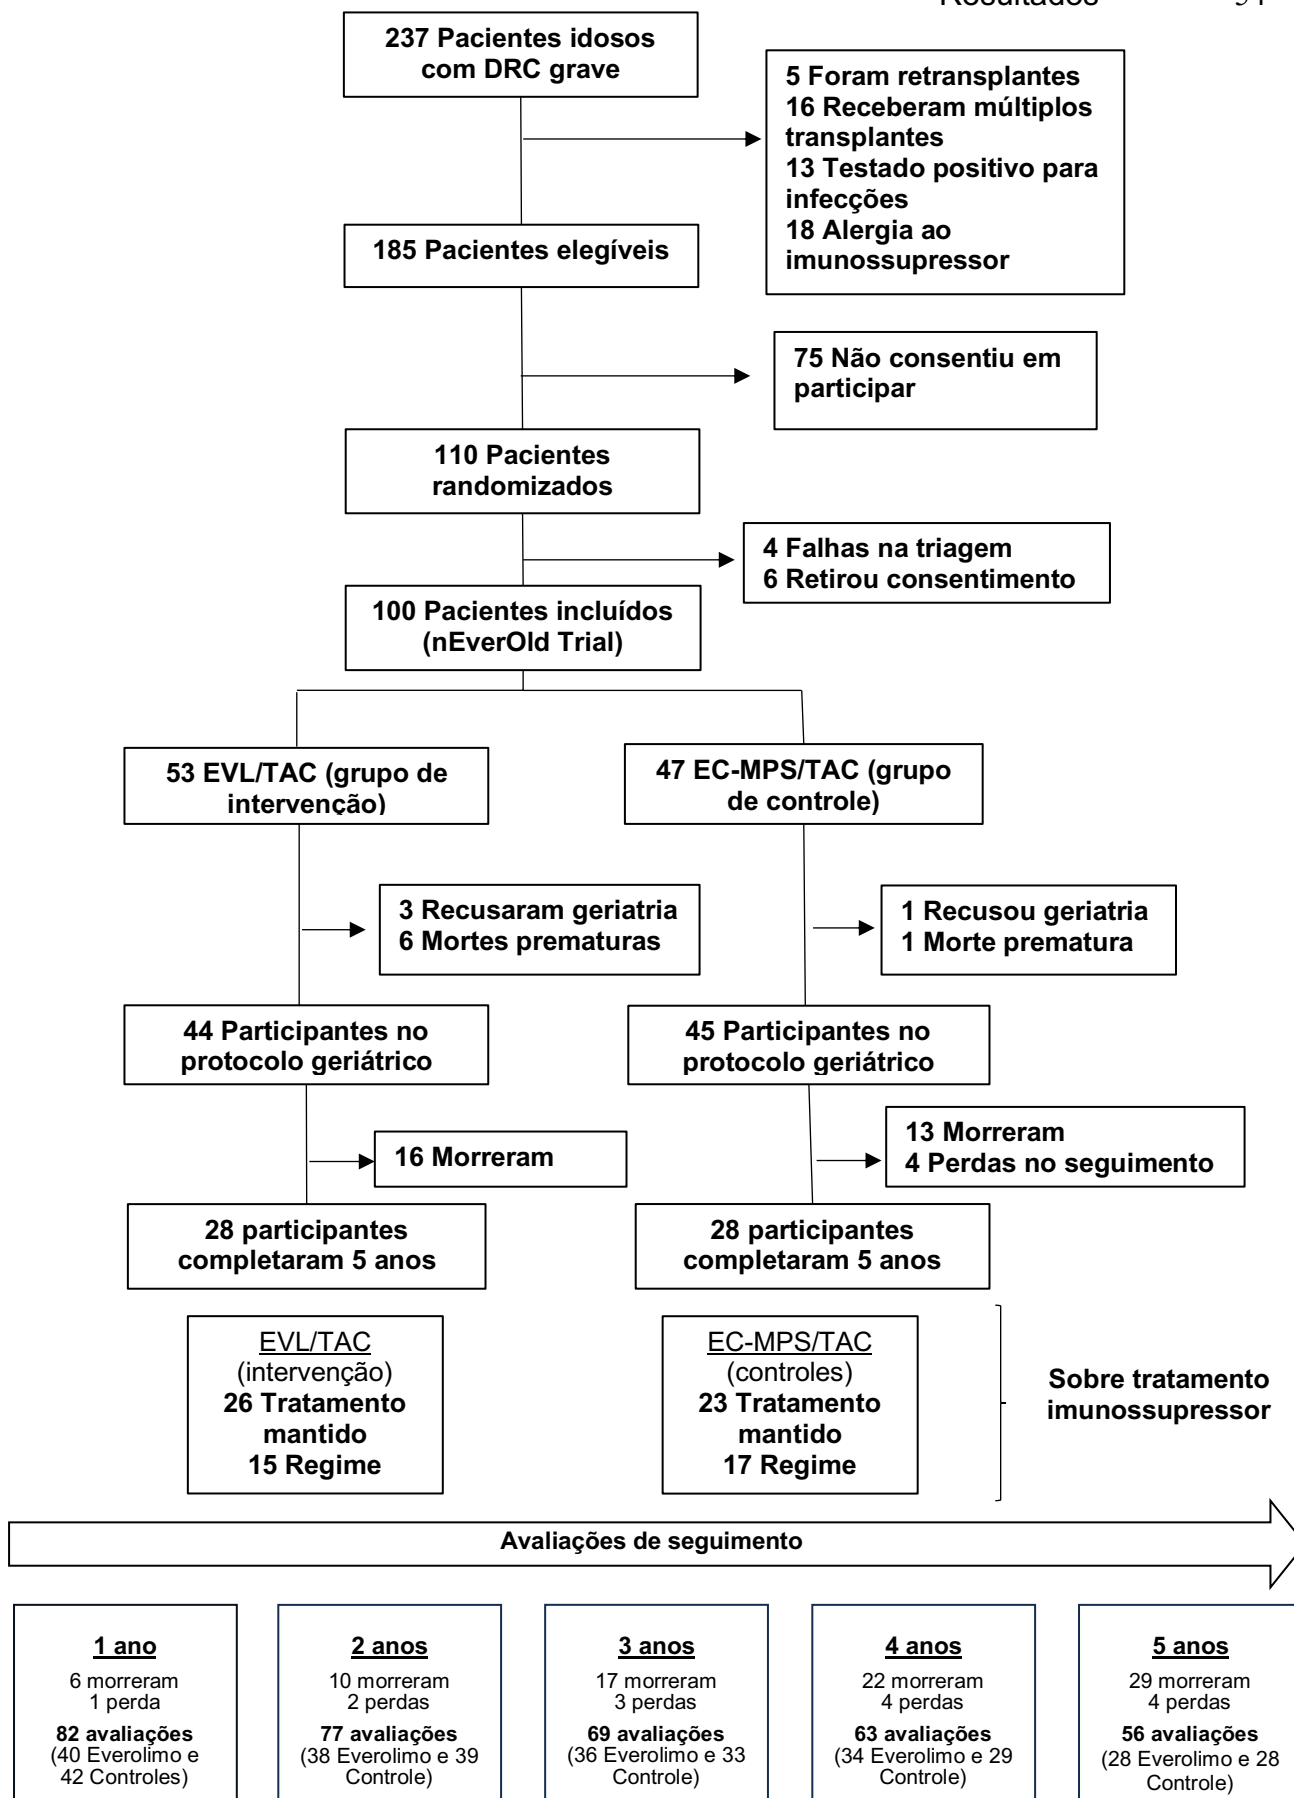 237 Pacientes idosos
com DRC grave
5 Foram retransplantes
16 Receberam múltiplos
transplantes
13 Testado positivo para
infecções
18 Alergia ao
imunossupressor
185 Pacientes elegíveis
75 Não consentiu em
participar
110 Pacientes
randomizados
4 Falhas na triagem
6 Retirou consentimento
100 Pacientes incluídos
(nEverOld Trial)
53 EVL/TAC (grupo de
intervenção)
47 EC-MPS/TAC (grupo
de controle)
3 Recusaram geriatria
6 Mortes prematuras
1 Recusou geriatria
1 Morte prematura
44 Participantes no
protocolo geriátrico
45 Participantes no
protocolo geriátrico
16 Morreram
13 Morreram
4 Perdas no seguimento
28 participantes
completaram 5 anos
28 participantes
completaram 5 anos
EVL/TAC
(intervenção)
26 Tratamento
mantido
15 Regime
EC-MPS/TAC
(controles)
23 Tratamento
mantido
17 Regime
Sobre tratamento
imunossupressor
Avaliações de seguimento
1 ano
6 morreram
1 perda
82 avaliações
(40 Everolimo e
42 Controles)
2 anos
10 morreram
2 perdas
77 avaliações
(38 Everolimo e 39
Controle)
3 anos
17 morreram
3 perdas
69 avaliações
(36 Everolimo e 33
Controle)
4 anos
22 morreram
4 perdas
63 avaliações
(34 Everolimo e 29
Controle)
5 anos
29 morreram
4 perdas
56 avaliações
(28 Everolimo e 28
Controle)